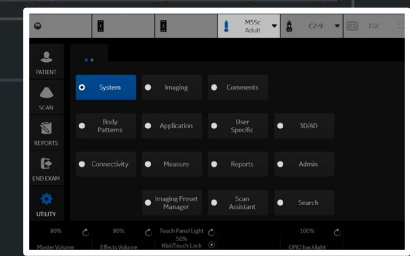 M5Sc
Adult
C2-9
PATIENT
SCAN
REPORTS
END EXAM
UTILITY
System
Imaging
Comments
Body
Patterns
Application
User
Specific
3D/4D
Connectivity
Measure
Reports
Admin
Imaging Preset
Manager
Scan
Assistant
Search
80%
Master Volume
80%
Effects Volume
Touch Panel Light
50%
100%
OPIO backlight